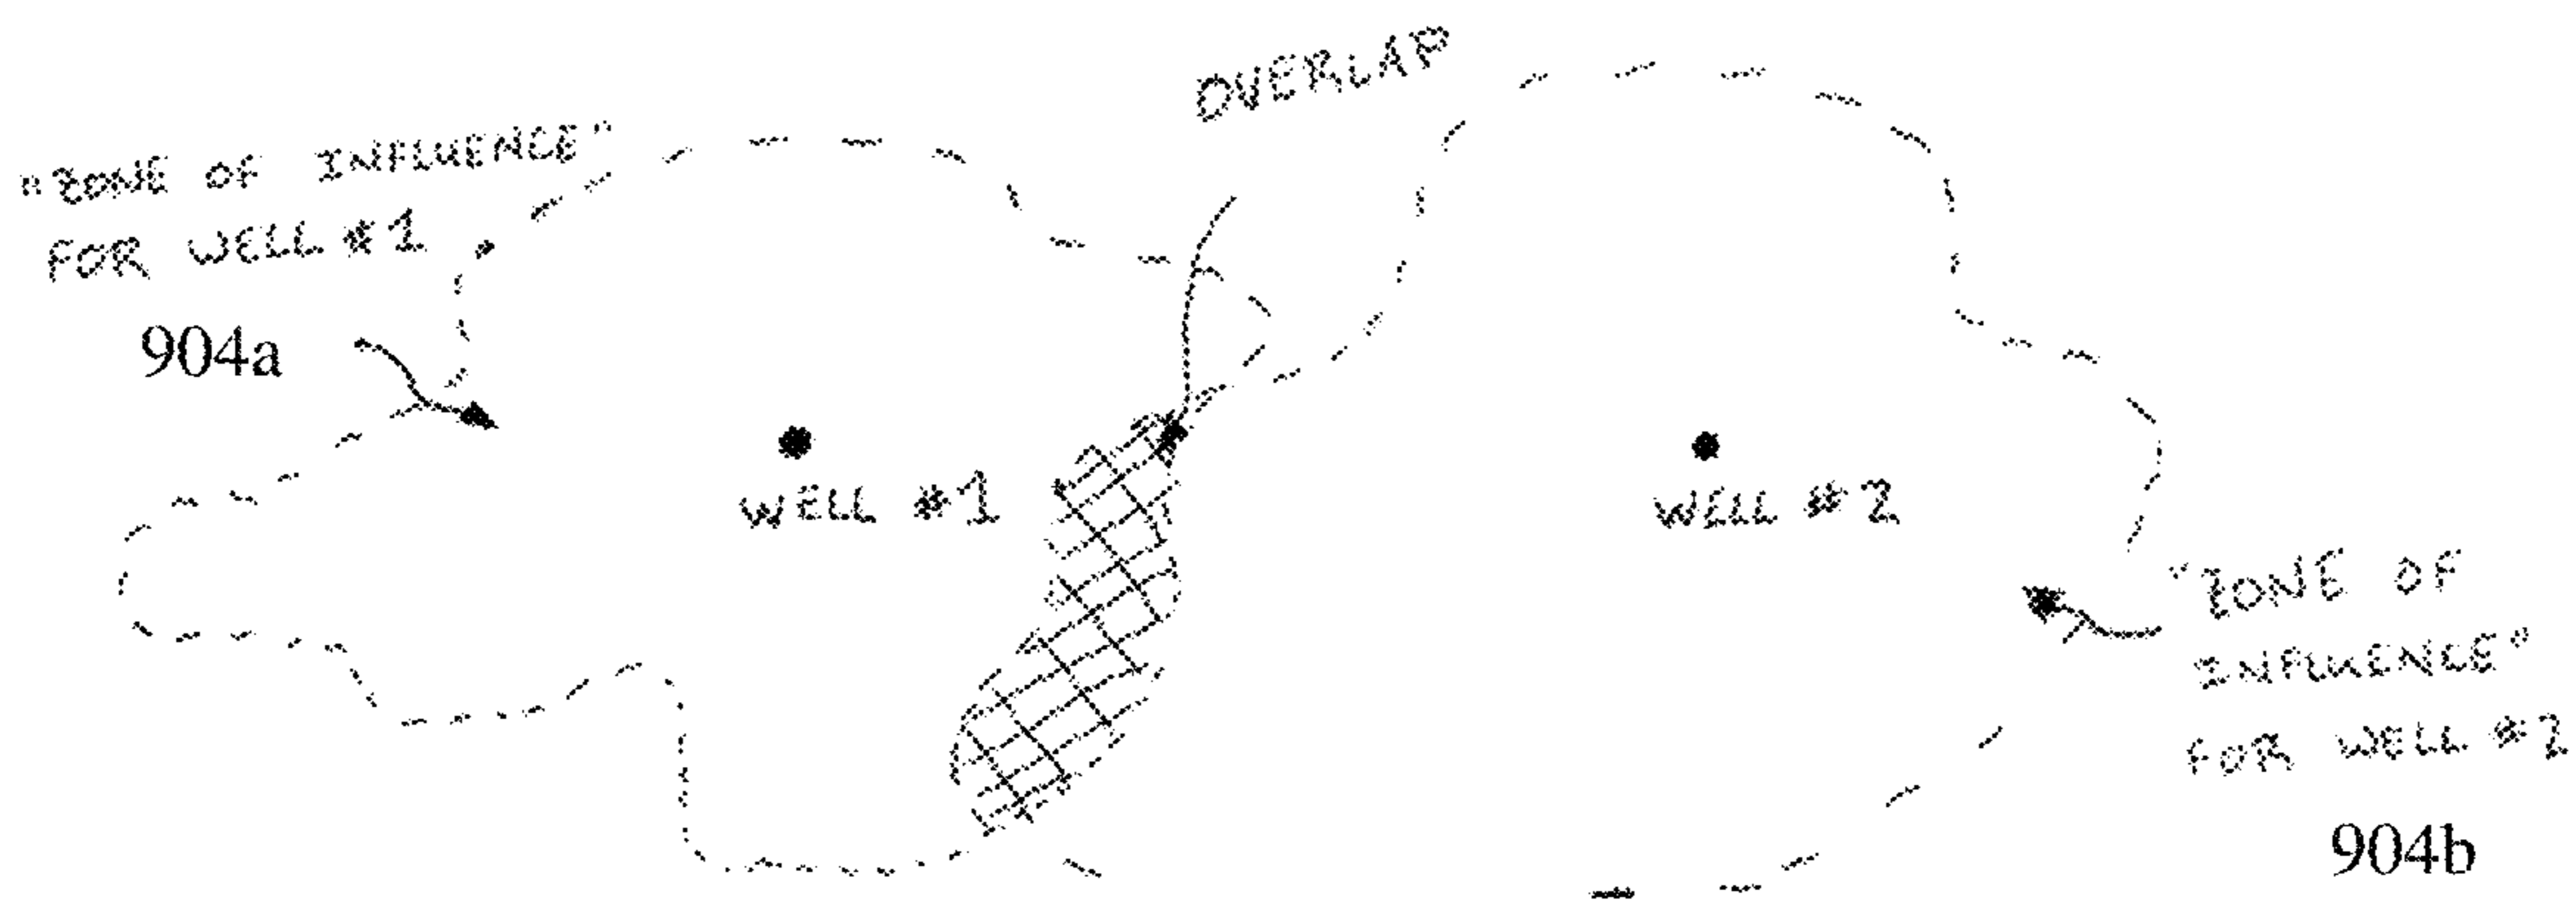 OVERLAP
"ZONE OF INFLUENCE"
FOR WELL #1
904a
WELL #1
WELL #2
"ZONE OF
INFLUENCE"
FOR WELL #2
904b